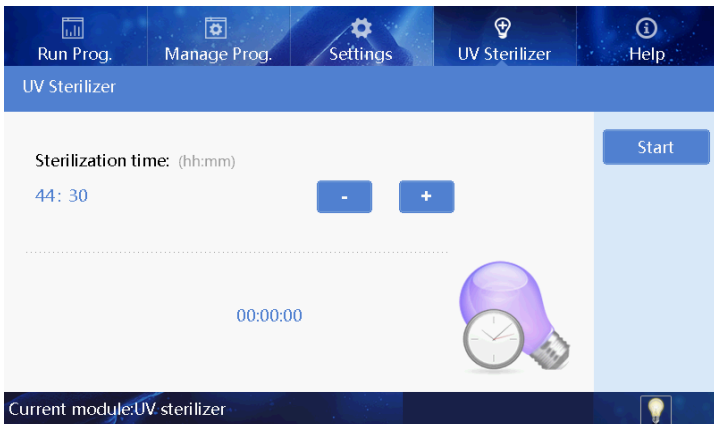 Run Prog. Manage Prog. Settings UV Sterilizer Help
UV Sterilizer
Start
Sterilization time: (hh:mm)
44: 30 - +
00:00:00
Current module:UV sterilizer